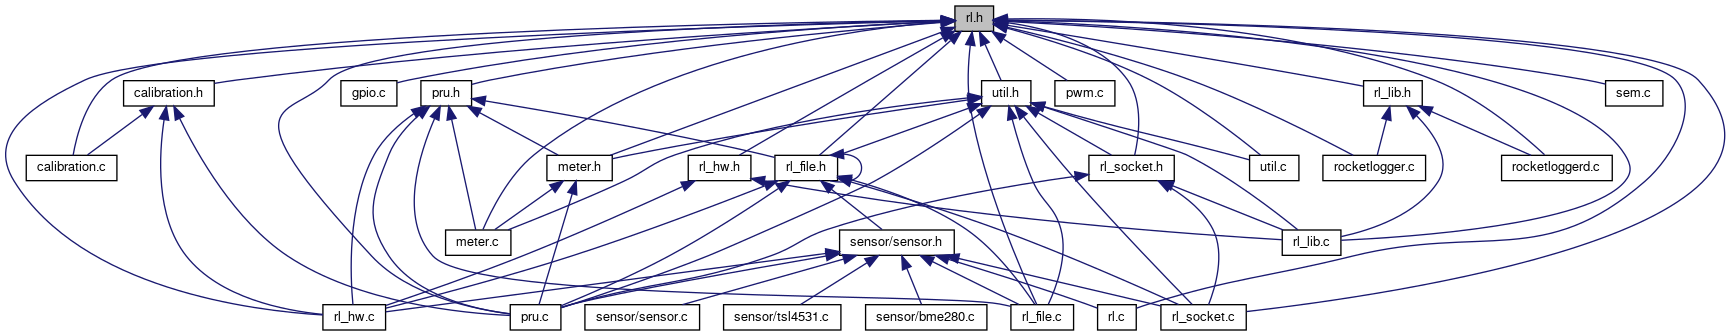 rl.h
calibration.h
gpio.c
pru.h
util.h
pwm.c
rl_lib.h
sem.c
calibration.c
meter.h
rl_hw.h
rl_file.h
rl_socket.h
util.c
rocketlogger.c
rocketloggerd.c
meter.c
sensor/sensor.h
rl_lib.c
rl_hw.c
pru.c
sensor/sensor.c
sensor/tsl4531.c
sensor/bme280.c
rl_file.c
rl.c
rl_socket.c